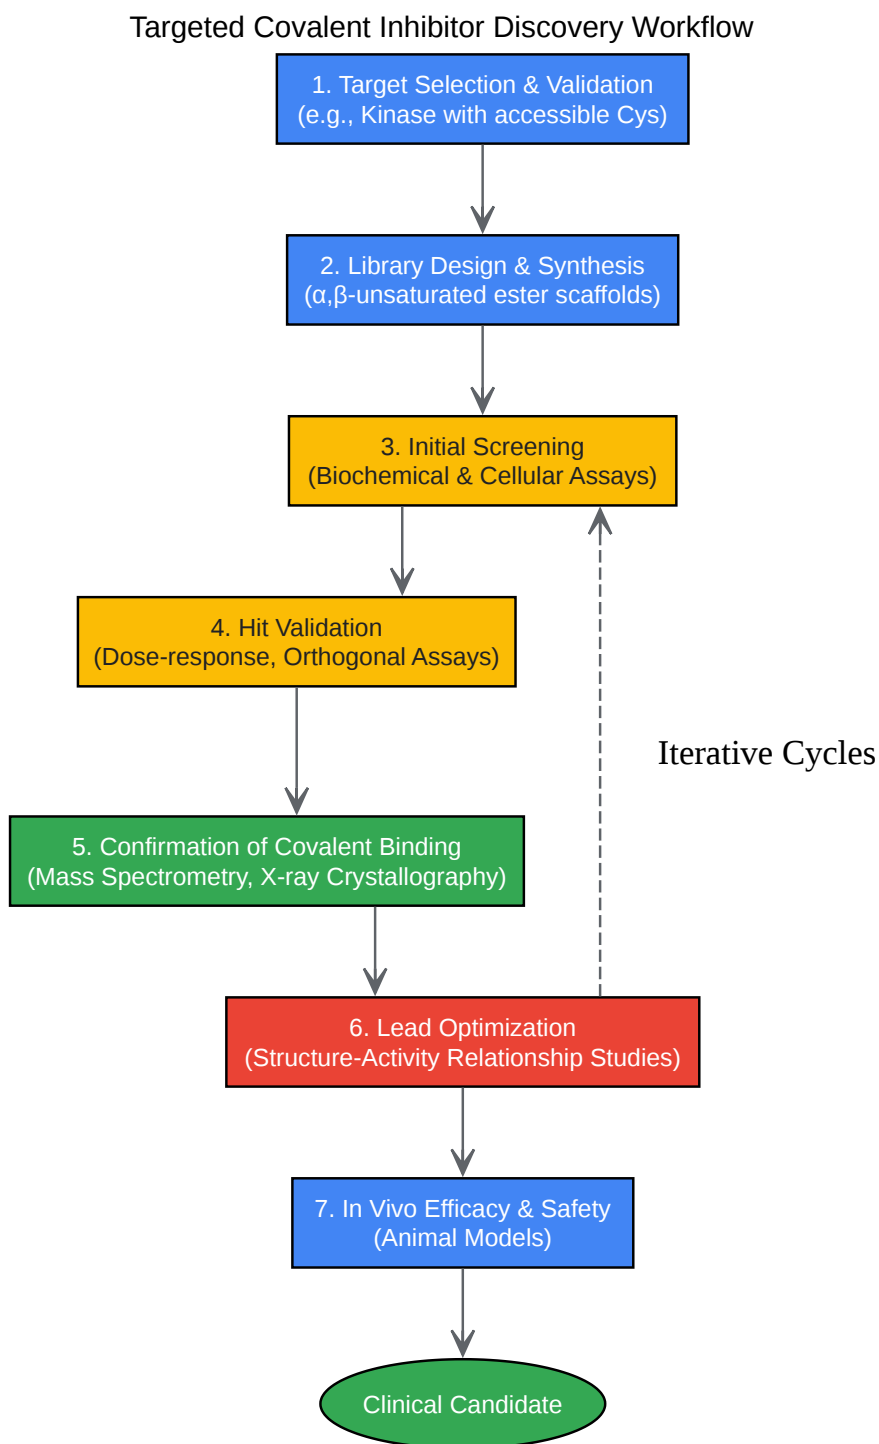 Targeted Covalent Inhibitor Discovery Workflow
1. Target Selection & Validation
(e.g., Kinase with accessible Cys)
2. Library Design & Synthesis
(α,β-unsaturated ester scaffolds)
3. Initial Screening
(Biochemical & Cellular Assays)
4. Hit Validation
(Dose-response, Orthogonal Assays)
Iterative Cycles
5. Confirmation of Covalent Binding
(Mass Spectrometry, X-ray Crystallography)
6. Lead Optimization
(Structure-Activity Relationship Studies)
7. In Vivo Efficacy & Safety
(Animal Models)
Clinical Candidate